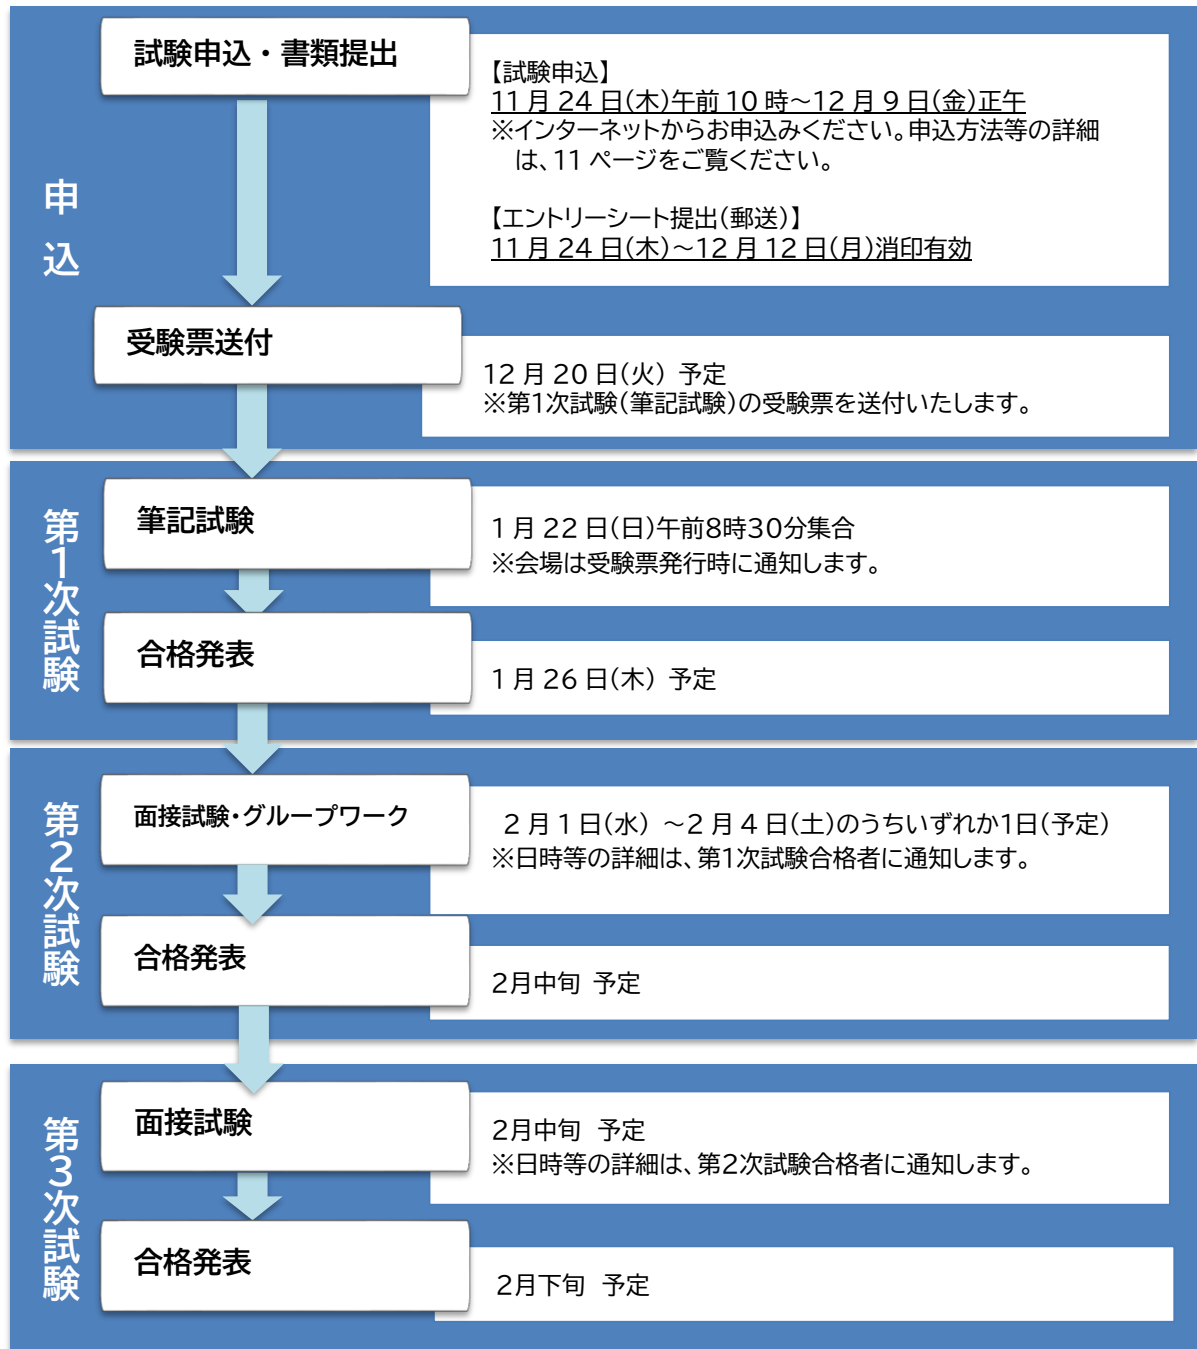 申込
試験申込・書類提出
【試験申込】
11月24日(木)午前10時～12月9日(金)正午
※インターネットからお申込みください。申込方法等の詳細
は、11ページをご覧ください。
【エントリーシート提出(郵送)】
11月24日(木)～12月12日(月)消印有効
受験票送付
12月20日(火) 予定
※第1次試験(筆記試験)の受験票を送付いたします。
第1次試験
筆記試験
1月22日(日)午前8時30分集合
※会場は受験票発行時に通知します。
合格発表
1月26日(木) 予定
第2次試験
面接試験・グループワーク
2月1日(水) ～2月4日(土)のうちいずれか1日(予定)
※日時等の詳細は、第1次試験合格者に通知します。
合格発表
2月中旬 予定
第3次試験
面接試験
2月中旬 予定
※日時等の詳細は、第2次試験合格者に通知します。
合格発表
2月下旬 予定